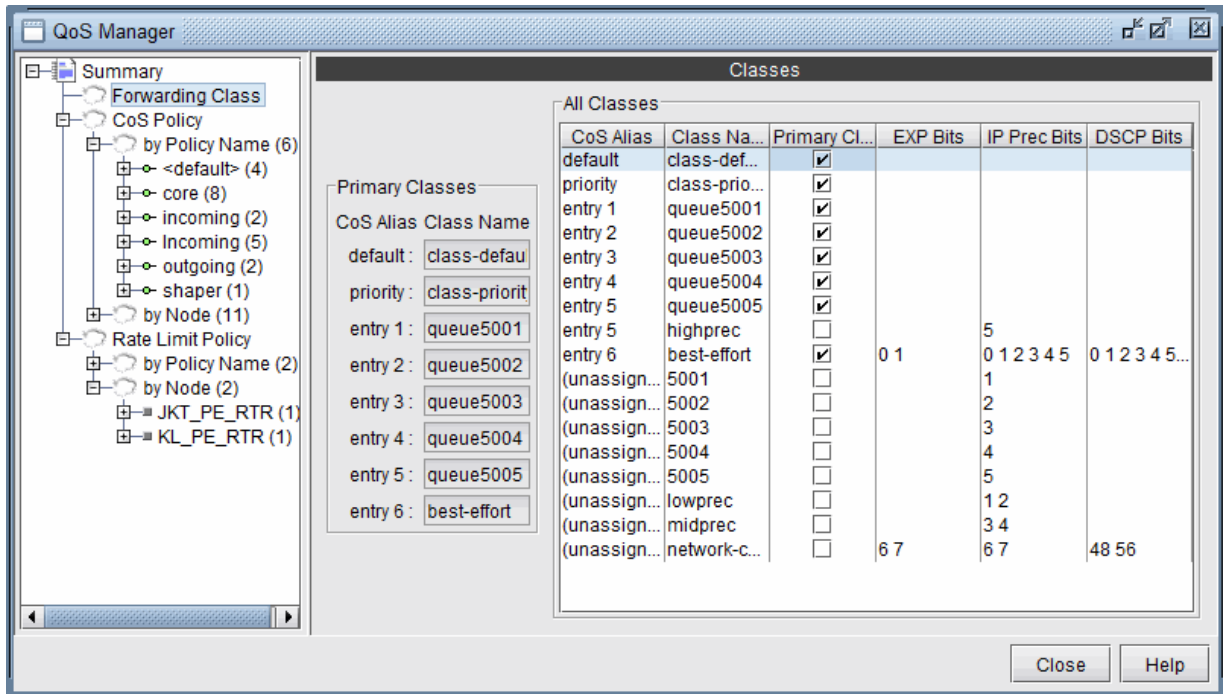 QoS Manager
Summary
Forwarding Class
CoS Policy
by Policy Name (6)
<default> (4)
core (8)
incoming (2)
Incoming (5)
outgoing (2)
shaper (1)
by Node (11)
Rate Limit Policy
by Policy Name (2)
by Node (2)
JKT_PE_RTR (1)
KL_PE_RTR (1)
Classes
Primary Classes
CoS Alias Class Name
default : class-defau
priority : class-priorit
entry 1 : queue5001
entry 2 : queue5002
entry 3 : queue5003
entry 4 : queue5004
entry 5 : queue5005
entry 6 : best-effort
All Classes
CoS Alias Class Na... Primary Cl... EXP Bits IP Prec Bits DSCP Bits
default class-def...
priority class-prio...
entry 1 queue5001
entry 2 queue5002
entry 3 queue5003
entry 4 queue5004
entry 5 queue5005
entry 5 highprec 5
entry 6 best-effort 0 1 0 1 2 3 4 5 0 1 2 3 4 5...
(unassign... 5001 1
(unassign... 5002 2
(unassign... 5003 3
(unassign... 5004 4
(unassign... 5005 5
(unassign... lowprec 1 2
(unassign... midprec 3 4
(unassign... network-c... 6 7 6 7 48 56
Close Help